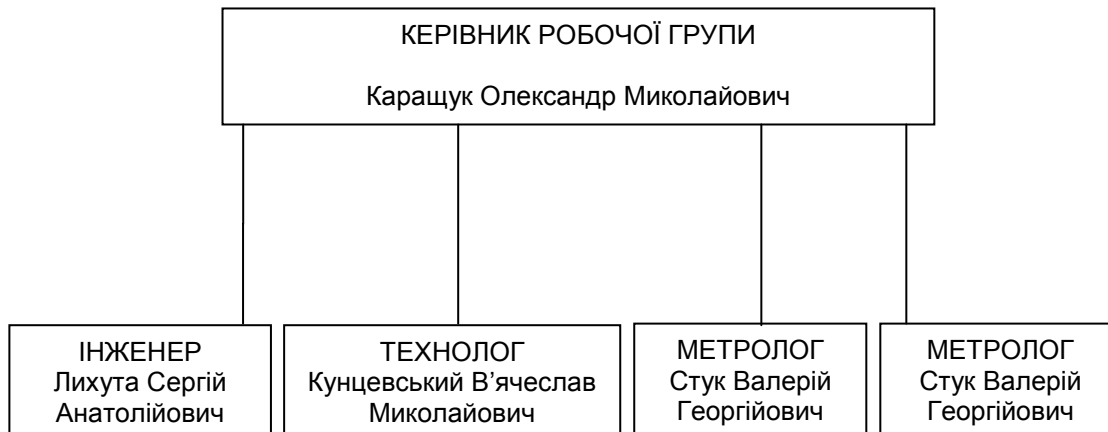 КЕРІВНИК РОБОЧОЇ ГРУПИ
Каращук Олександр Миколайович
ІНЖЕНЕР
Лихута Сергій
Анатолійович
ТЕХНОЛОГ
Кунцевський В’ячеслав
Миколайович
МЕТРОЛОГ
Стук Валерій
Георгійович
МЕТРОЛОГ
Стук Валерій
Георгійович